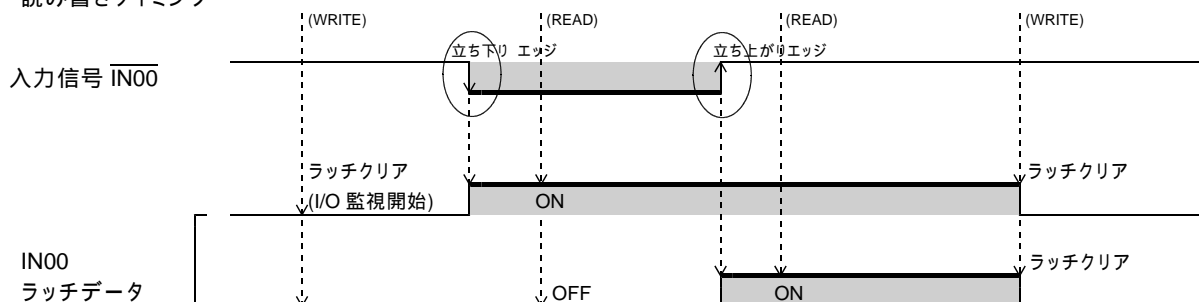 読み書きタイミング
(WRITE) (READ) (READ) (WRITE)
立ち下り エッジ 立ち上がりエッジ
入力信号 IN00
ラッチクリア ラッチクリア
(I/O 監視開始) ON
IN00 ラッチクリア
ラッチデータ OFF ON